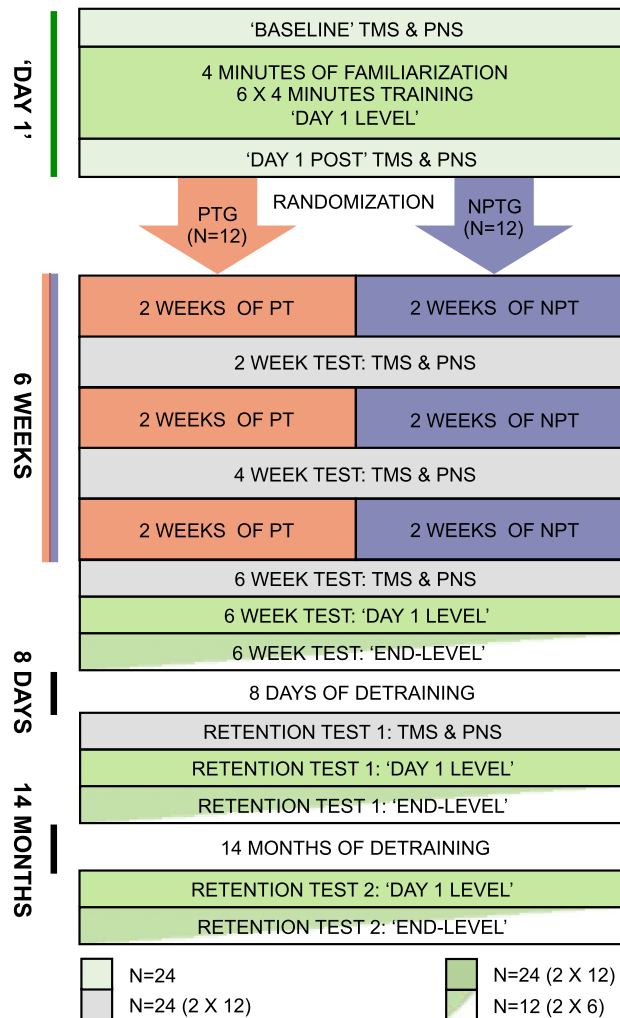 ‘DAY 1’
‘BASELINE’ TMS & PNS
4 MINUTES OF FAMILIARIZATION
6 X 4 MINUTES TRAINING
‘DAY 1 LEVEL’
‘DAY 1 POST’ TMS & PNS
PTG
(N=12)
RANDOMIZATION
NPTG
(N=12)
6 WEEKS
2 WEEKS OF PT
2 WEEKS OF NPT
2 WEEK TEST: TMS & PNS
2 WEEKS OF PT
2 WEEKS OF NPT
4 WEEK TEST: TMS & PNS
2 WEEKS OF PT
2 WEEKS OF NPT
6 WEEK TEST: TMS & PNS
6 WEEK TEST: ‘DAY 1 LEVEL’
6 WEEK TEST: ‘END-LEVEL’
8 DAYS
8 DAYS OF DETRAINING
RETENTION TEST 1: TMS & PNS
RETENTION TEST 1: ‘DAY 1 LEVEL’
RETENTION TEST 1: ‘END-LEVEL’
14 MONTHS
14 MONTHS OF DETRAINING
RETENTION TEST 2: ‘DAY 1 LEVEL’
RETENTION TEST 2: ‘END-LEVEL’
N=24
N=24 (2 X 12)
N=24 (2 X 12)
N=12 (2 X 6)